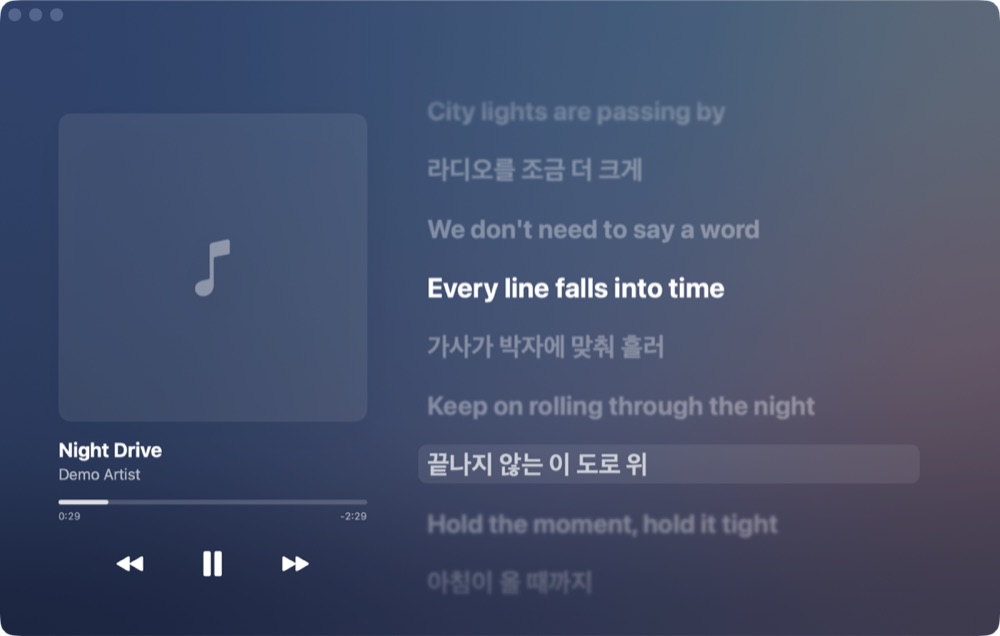 City lights are passing by
라디오를 조금 더 크게
We don't need to say a word
Every line falls into time
가사가 박자에 맞춰 흘러
Keep on rolling through the night
끝나지 않는 이 도로 위
Hold the moment, hold it tight
아침이 올 때까지
Night Drive
Demo Artist
0:29 -2:29